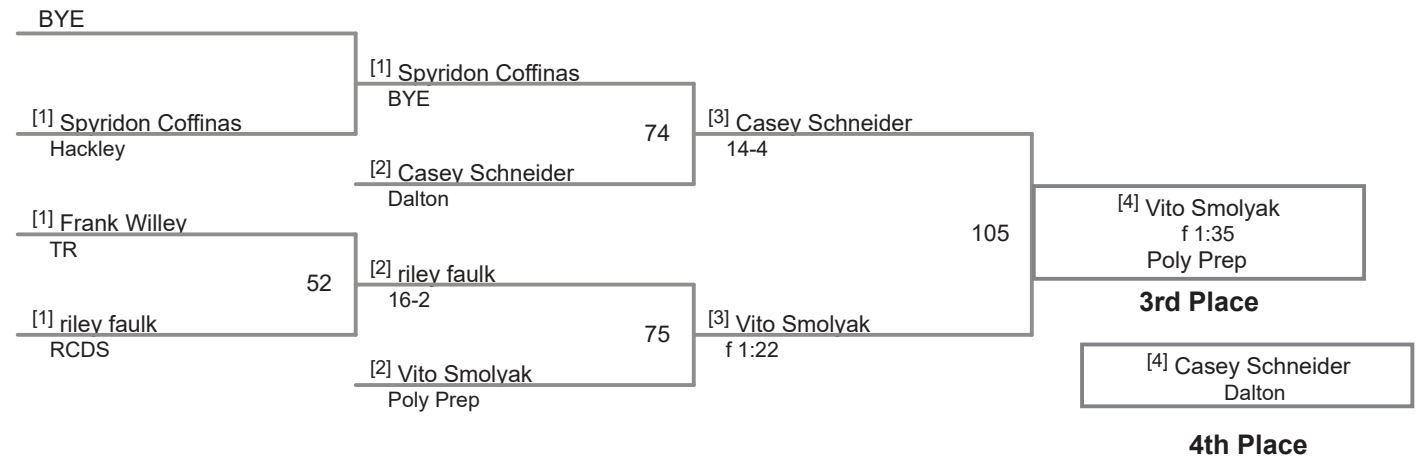 BYE
[1] Spyridon Coffinas
BYE
[1] Spyridon Coffinas
Hackley
74
[3] Casey Schneider
14-4
[2] Casey Schneider
Dalton
[1] Frank Willey
TR
105
[4] Vito Smolyak
f 1:35
Poly Prep
3rd Place
52
[2] riley faulk
16-2
[1] riley faulk
RCDS
75
[3] Vito Smolyak
f 1:22
[2] Vito Smolyak
Poly Prep
[4] Casey Schneider
Dalton
4th Place